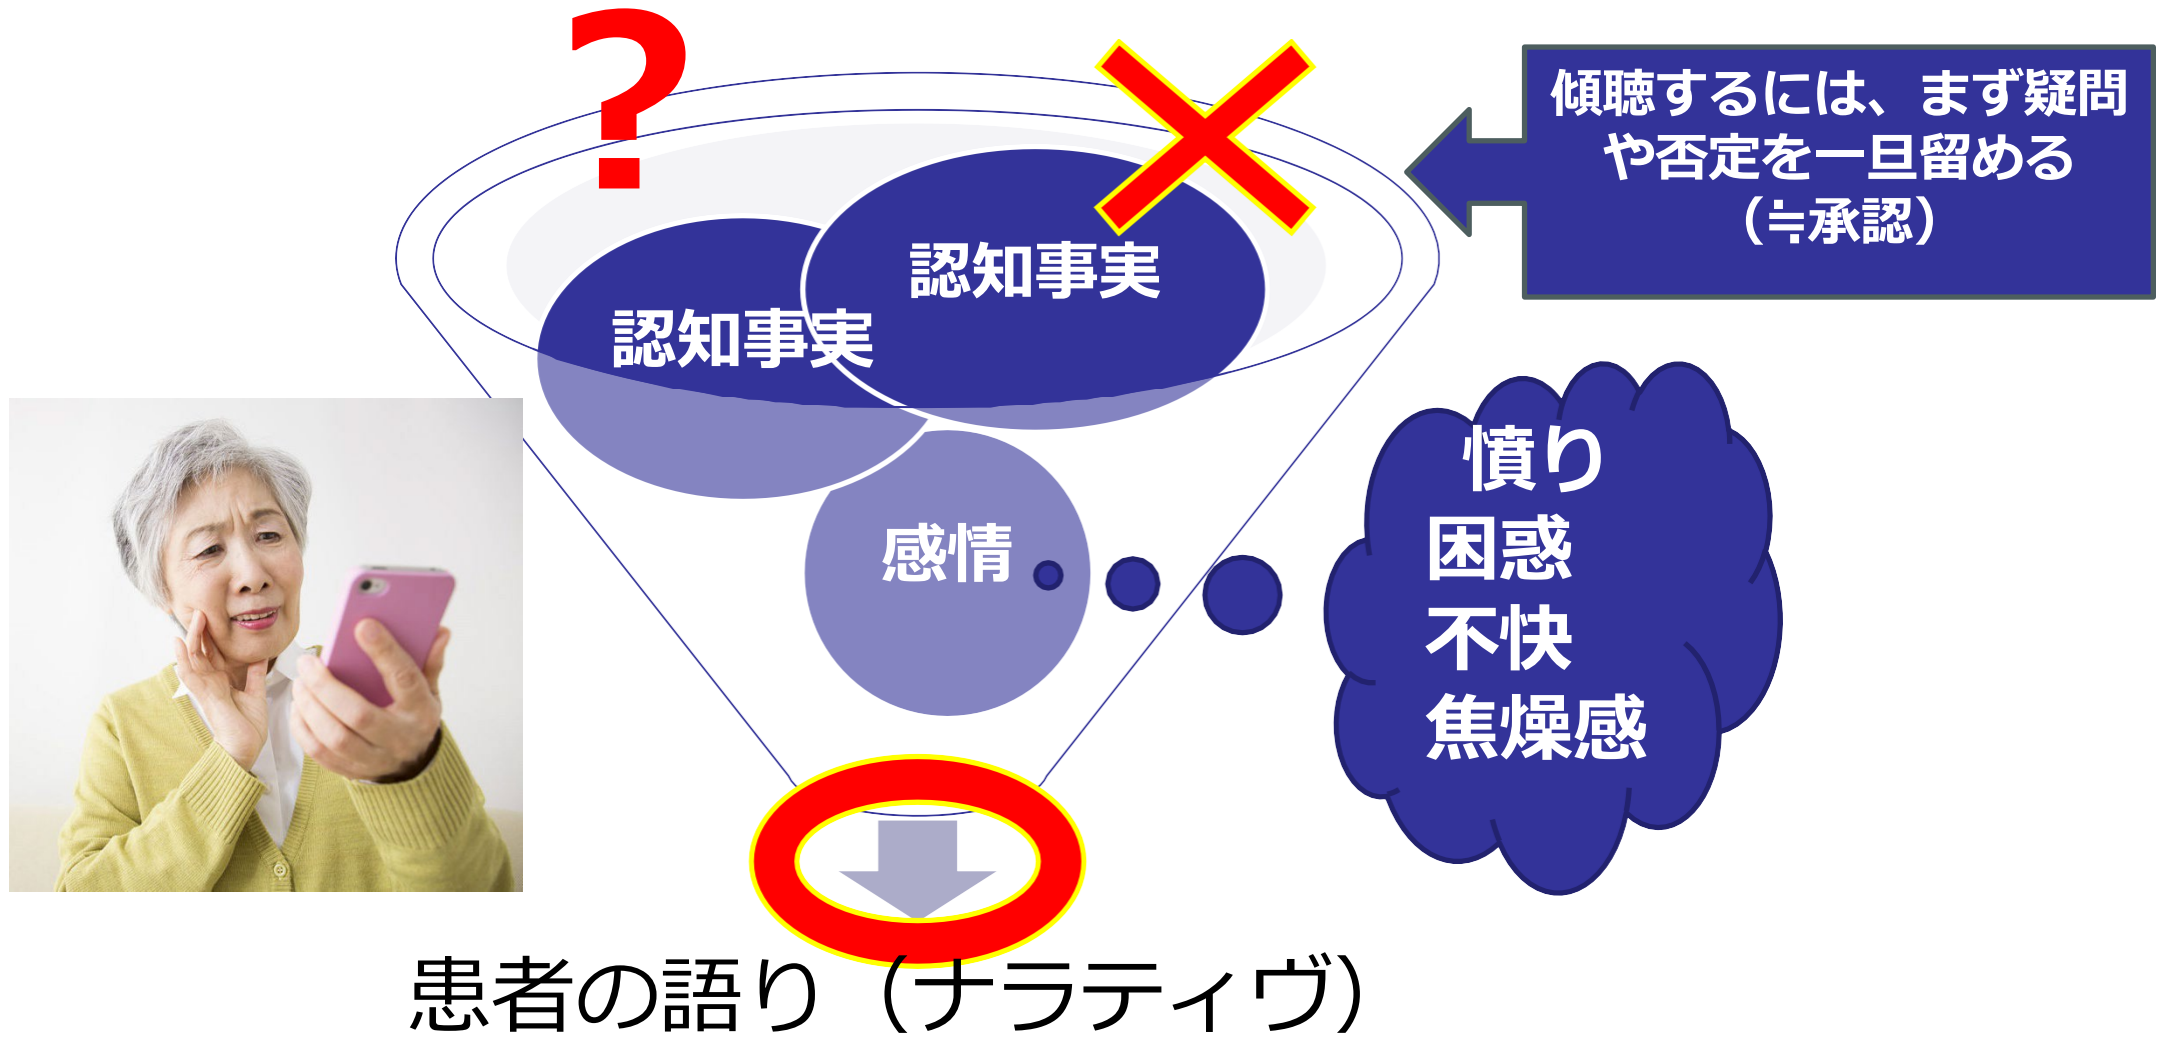 ?
傾聴するには、まず疑問
や否定を一旦留める
（≒承認）
認知事実
認知事実
感情
憤り
困惑
不快
焦燥感
患者の語り（ナラティヴ）